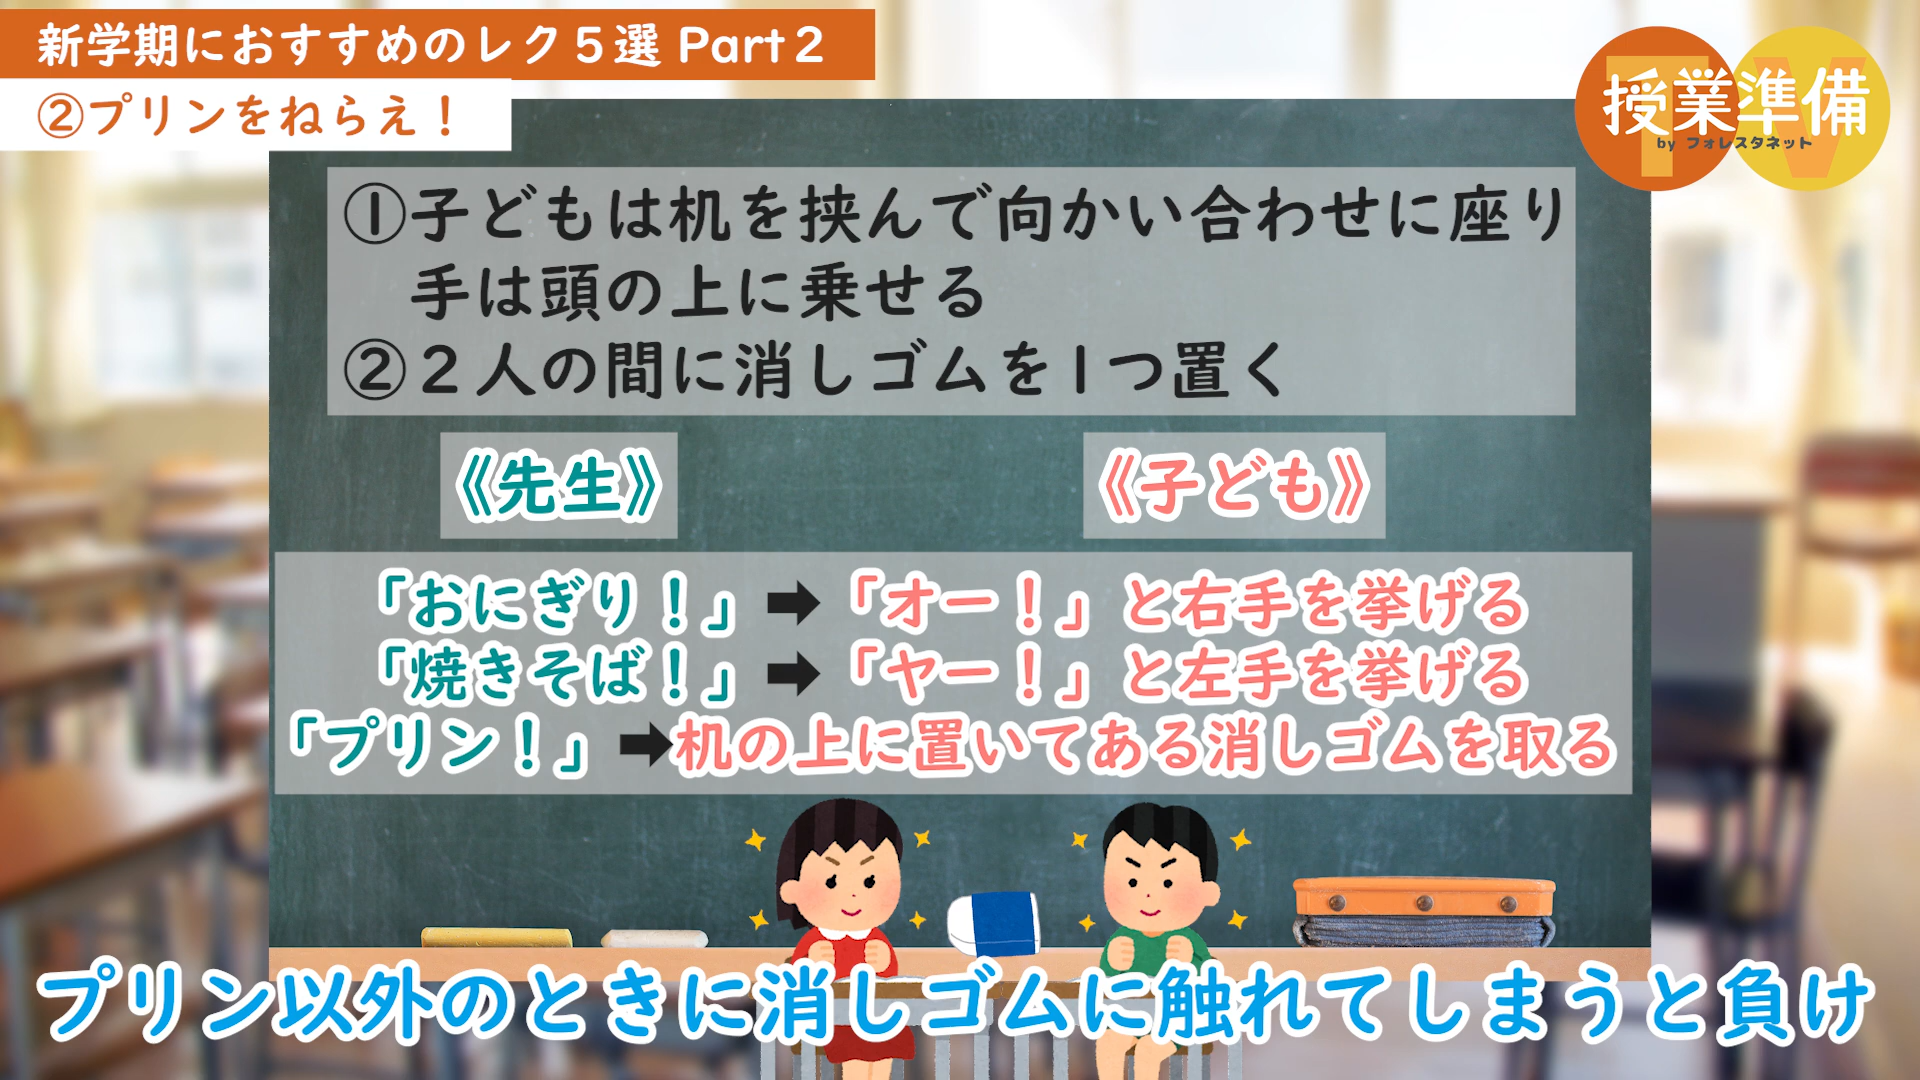 新学期におすすめのレク５選 Part２
②プリンをねらえ！
TV
授業準備
by フォレスタネット
①子どもは机を挟んで向かい合わせに座り
手は頭の上に乗せる
②２人の間に消しゴムを1つ置く
《先生》
《子ども》
「おにぎり！」➡「オー！」と右手を挙げる
「焼きそば！」➡「ヤー！」と左手を挙げる
「プリン！」➡机の上に置いてある消しゴムを取る
プリン以外のときに消しゴムに触れてしまうと負け